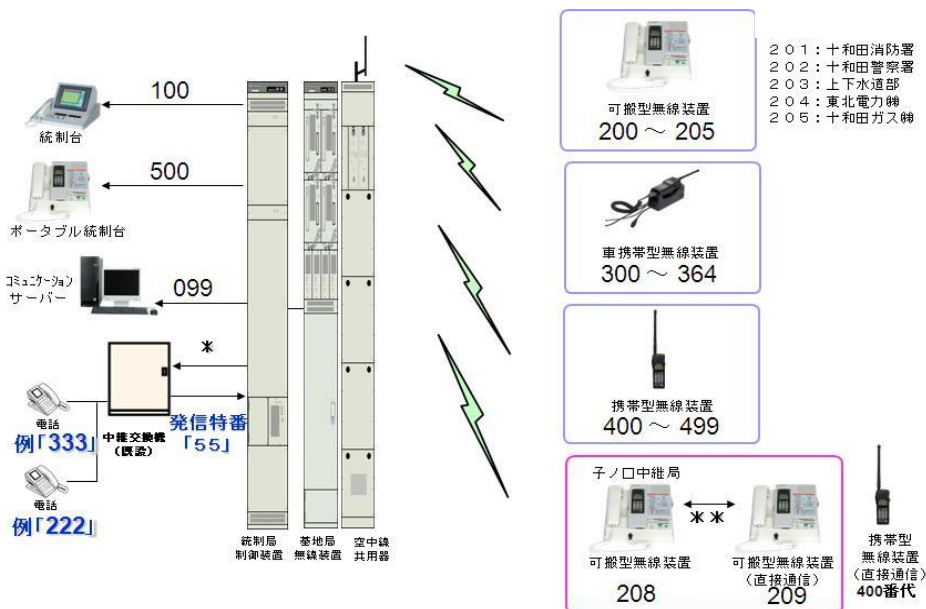 100
統制台
500
ポータブル統制台
コミュニケーション
サーバー
099
＊
電話
例「333」
中継交換機
（既設）
発信特番
「55」
電話
例「222」
統制局
制御装置
基地局
無線装置
空中線
共用器
可搬型無線装置
200 ～ 205
２０１：十和田消防署
２０２：十和田警察署
２０３：上下水道部
２０４：東北電力㈱
２０５：十和田ガス㈱
車携帯型無線装置
300 ～ 364
携帯型無線装置
400 ～ 499
子ノ口中継局
＊＊
可搬型無線装置
208
可搬型無線装置
（直接通信）
209
携帯型
無線装置
（直接通信）
400番代